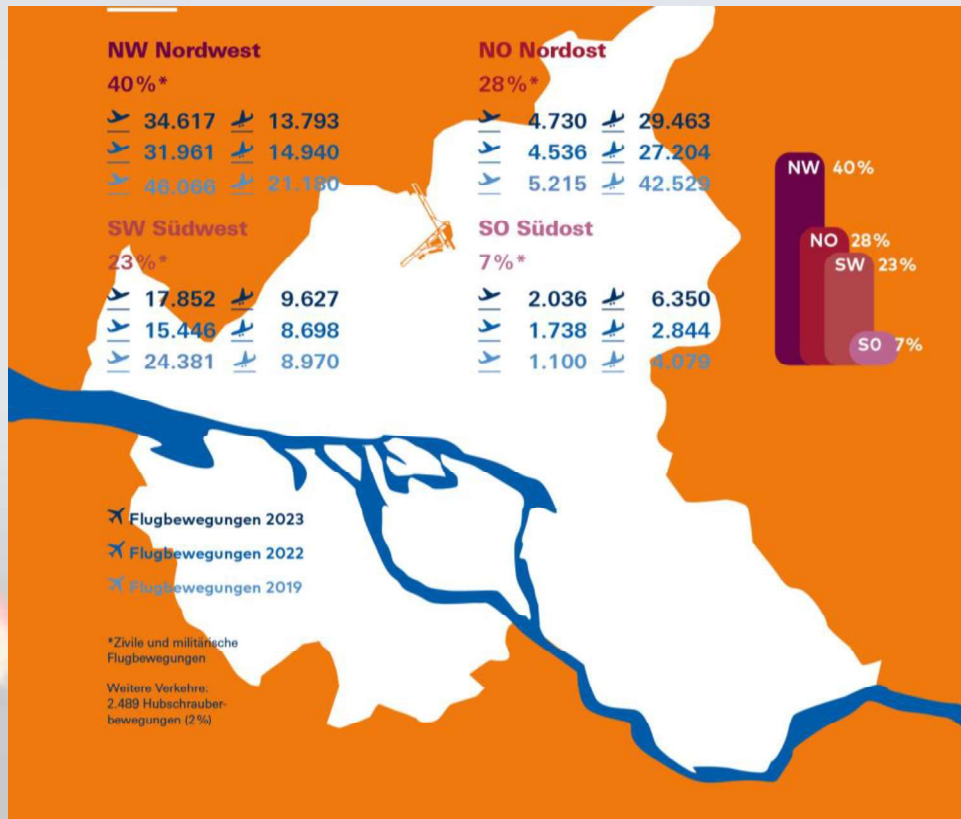 NW Nordwest
40%*
34.617 13.793
31.961 14.940
46.066 21.180
NO Nordost
28%*
4.730 29.463
4.536 27.204
5.215 42.529
SW Südwest
23%*
17.852 9.627
15.446 8.698
24.381 8.970
SO Südost
7%*
2.036 6.350
1.738 2.844
1.100 4.079
NW 40%
NO 28%
SW 23%
SO 7%
Flugbewegungen 2023
Flugbewegungen 2022
Flugbewegungen 2019
*Zivile und militärische
Flugbewegungen
Weitere Verkehre:
2.489 Hubschrauber-
bewegungen (2%)